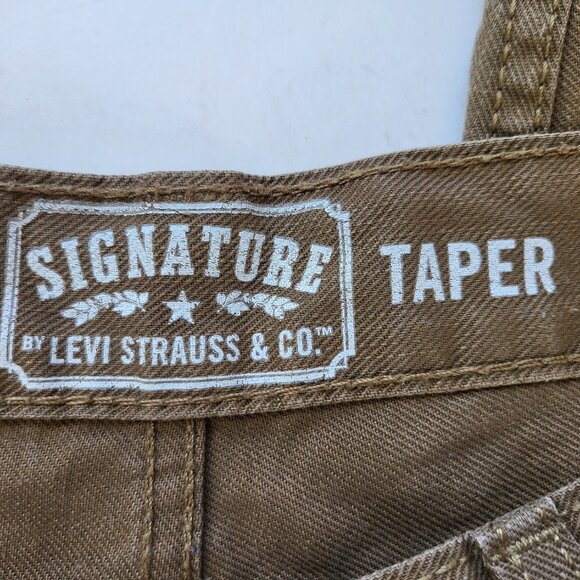 SIGNATURE
BY LEVI STRAUSS & CO.™
TAPER